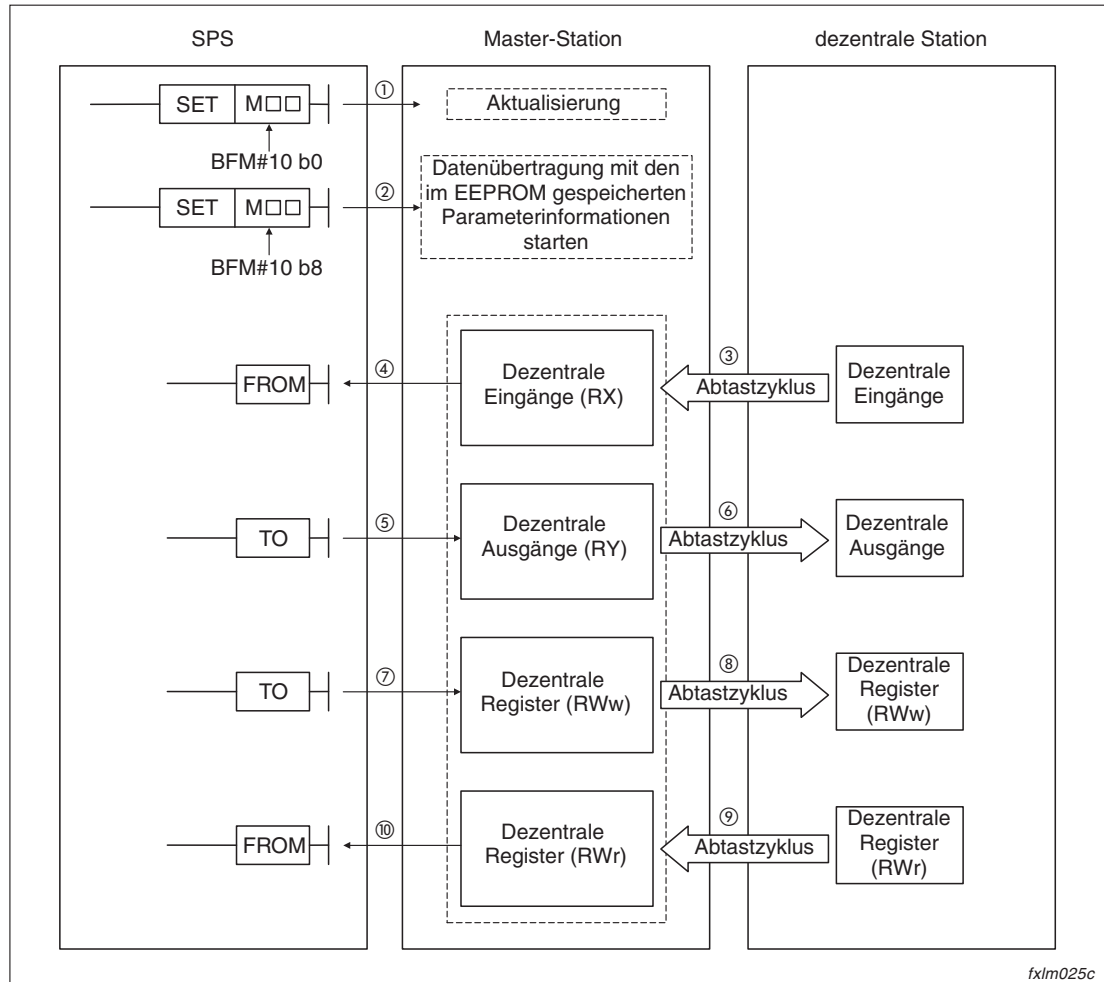 SPS
Master-Station
dezentrale Station
SET M□□
①
Aktualisierung
BFM#10 b0
SET M□□
②
Datenübertragung mit den
im EEPROM gespeicherten
Parameterinformationen
starten
BFM#10 b8
FROM
④
Dezentrale
Eingänge (RX)
③
Abtastzyklus
Dezentrale
Eingänge
TO
⑤
Dezentrale
Ausgänge (RY)
⑥
Abtastzyklus
Dezentrale
Ausgänge
TO
⑦
Dezentrale
Register (RWw)
⑧
Abtastzyklus
Dezentrale
Register
(RWw)
FROM
⑩
Dezentrale
Register (RWr)
⑨
Abtastzyklus
Dezentrale
Register
(RWr)
fxlm025c